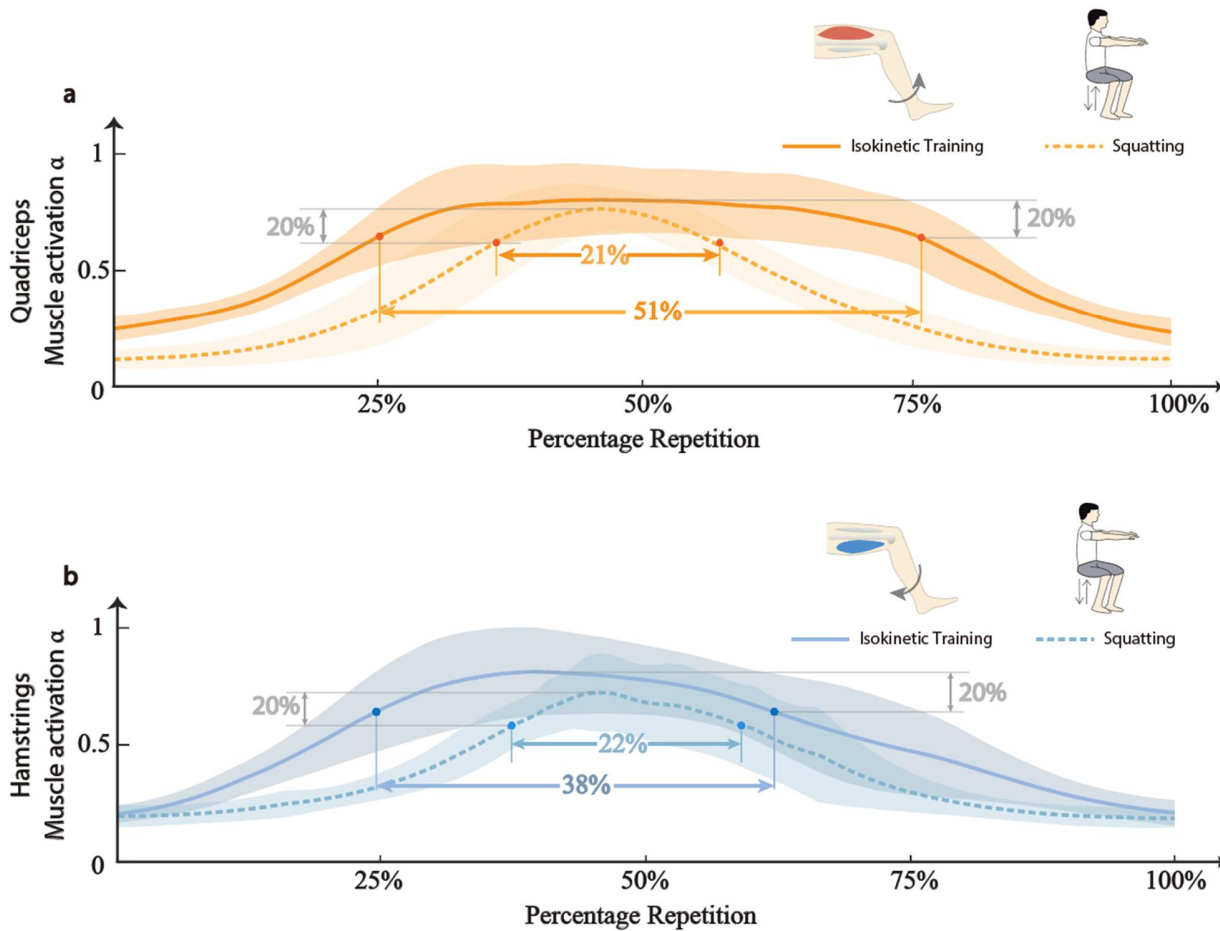 a
Quadriceps
Muscle activation α
Isokinetic Training
Squatting
1
0.5
0
20%
20%
21%
51%
25%
50%
75%
100%
Percentage Repetition
b
Hamstrings
Muscle activation α
Isokinetic Training
Squatting
1
0.5
0
20%
20%
22%
38%
25%
50%
75%
100%
Percentage Repetition